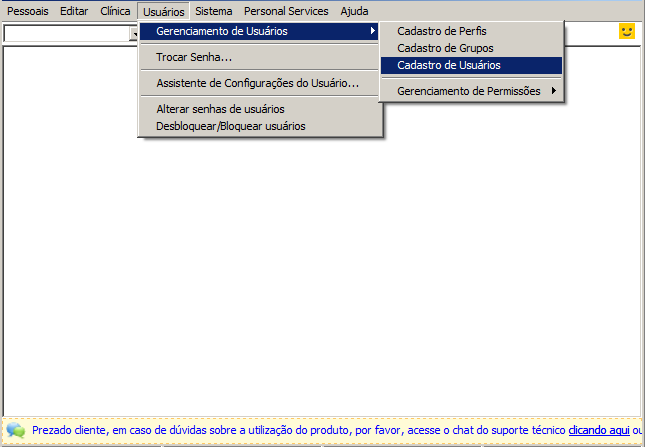 Pessoais Editar Clínica Usuários Sistema Personal Services Ajuda
Gerenciamento de Usuários
Trocar Senha...
Assistente de Configurações do Usuário...
Alterar senhas de usuários
Desbloquear/Bloquear usuários
Cadastro de Perfis
Cadastro de Grupos
Cadastro de Usuários
Gerenciamento de Permissões
Prezado cliente, em caso de dúvidas sobre a utilização do produto, por favor, acesse o chat do suporte técnico clicando aqui ou